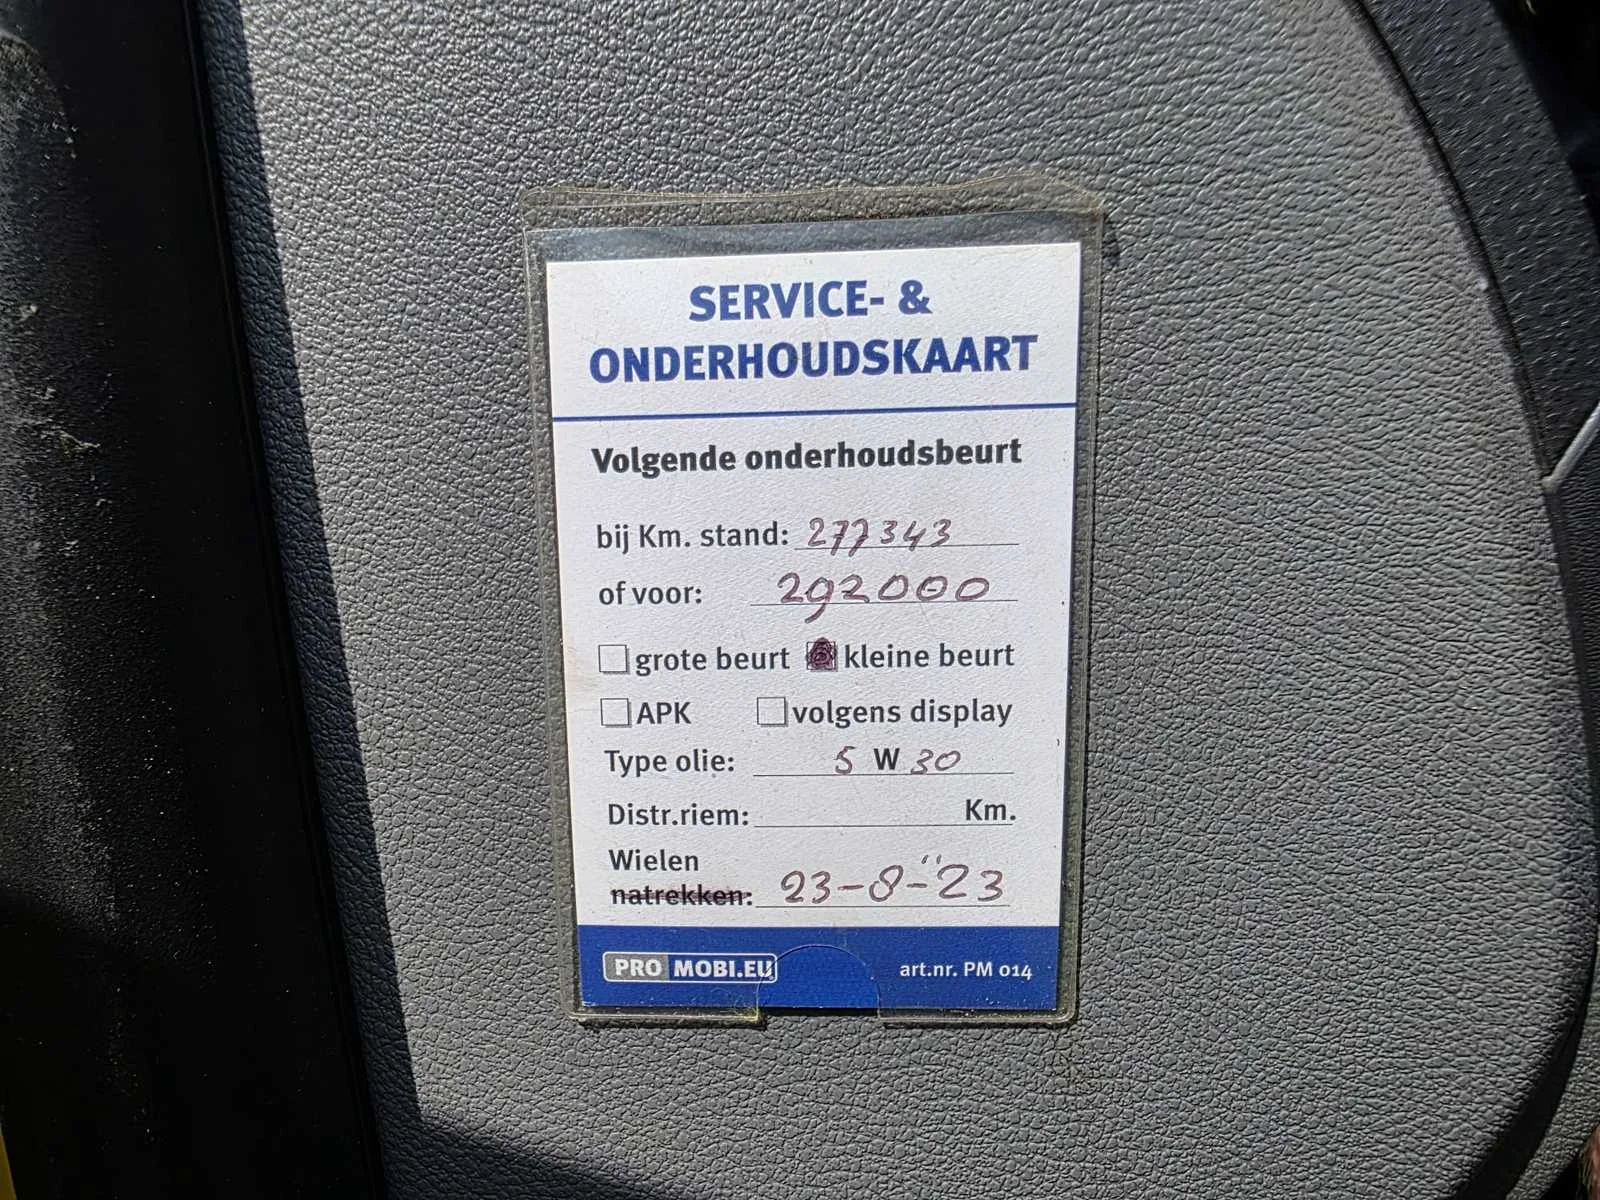 SERVICE- &
ONDERHOUDSKAART
Volgende onderhoudsbeurt
bij Km. stand: 277343
of voor: 292000
grote beurt kleine beurt
APK volgens display
Type olie: 5 W 30
Distr.riem: Km.
Wielen
natrekken: 23-8-"23
PRO MOBI.EU art.nr. PM 014